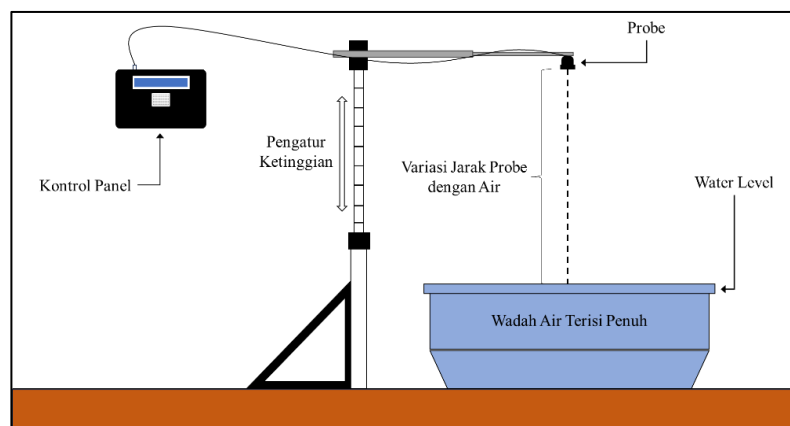 Probe
Pengatur
Ketinggian
Variasi Jarak Probe
dengan Air
Kontrol Panel
Water Level
Wadah Air Terisi Penuh